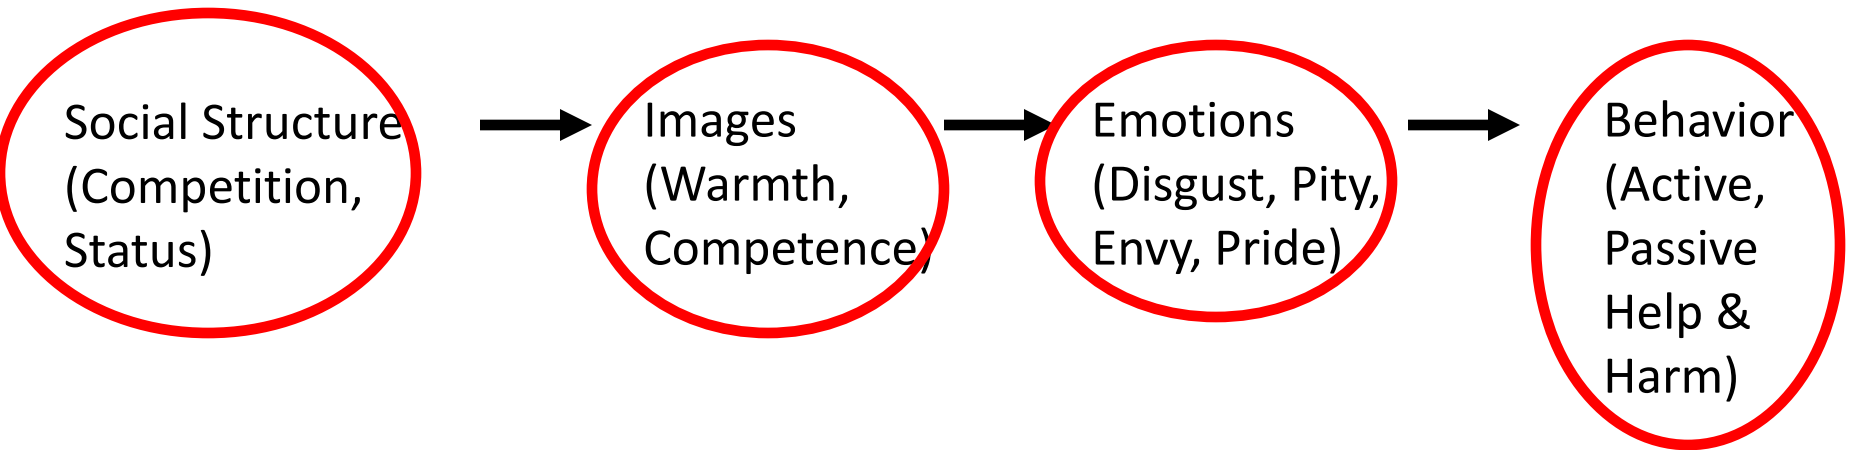 Social Structure
(Competition,
Status)
Images
(Warmth,
Competence)
Emotions
(Disgust, Pity,
Envy, Pride)
Behavior
(Active,
Passive
Help &
Harm)